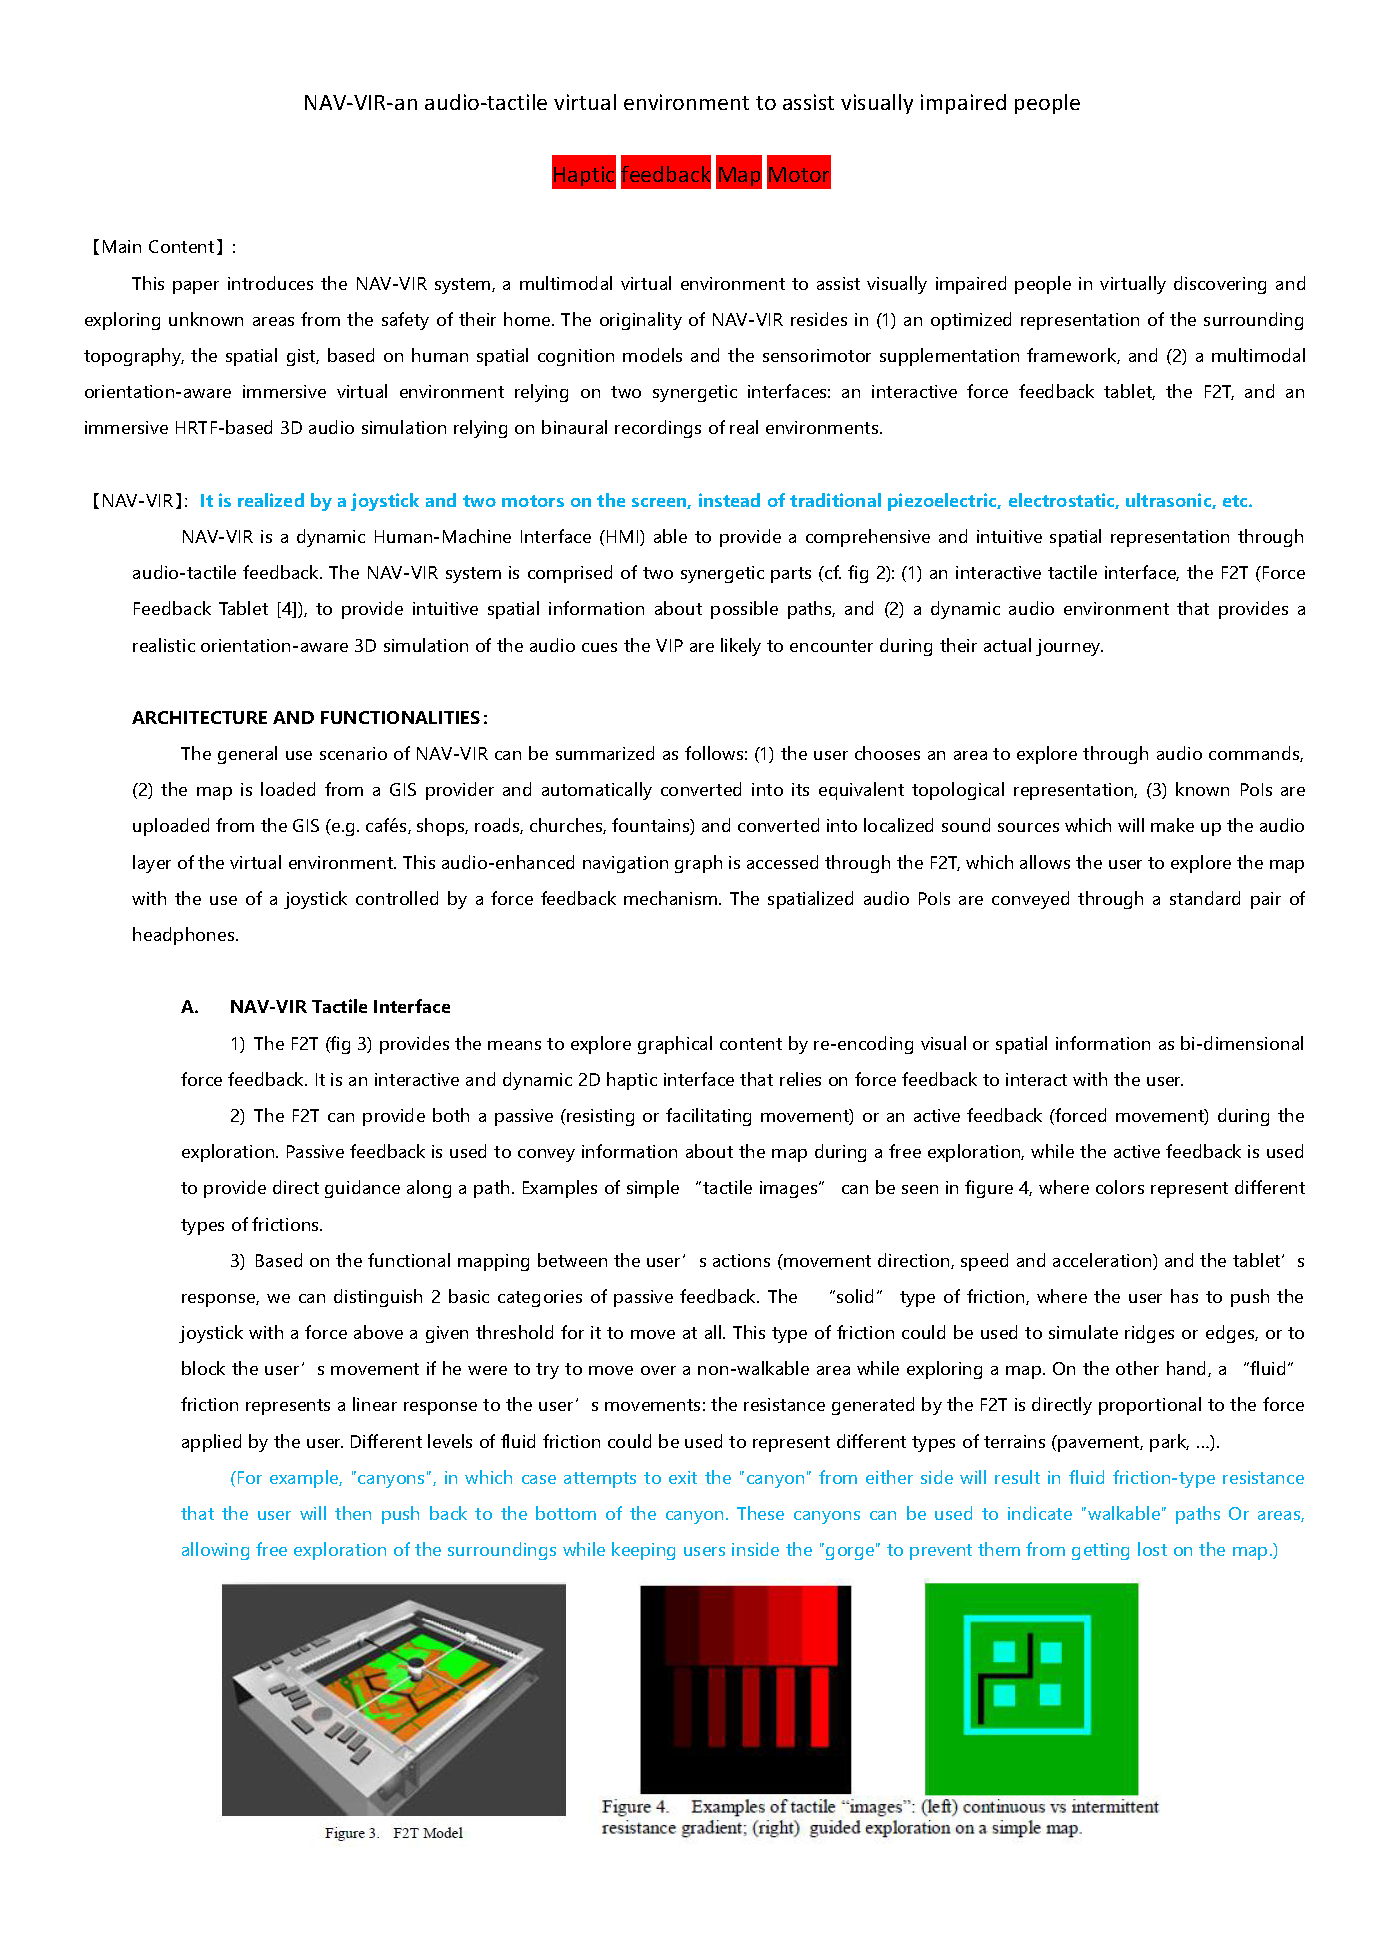 NAV-VIR-an audio-tactile virtual environment to assist visually impaired people
Haptic feedback Map Motor
【Main Content】:
This paper introduces the NAV-VIR system, a multimodal virtual environment to assist visually impaired people in virtually discovering and
exploring unknown areas from the safety of their home. The originality of NAV-VIR resides in (1) an optimized representation of the surrounding
topography, the spatial gist, based on human spatial cognition models and the sensorimotor supplementation framework, and (2) a multimodal
orientation-aware immersive virtual environment relying on two synergetic interfaces: an interactive force feedback tablet, the F2T, and an
immersive HRTF-based 3D audio simulation relying on binaural recordings of real environments.
【NAV-VIR】: It is realized by a joystick and two motors on the screen, instead of traditional piezoelectric, electrostatic, ultrasonic, etc.
NAV-VIR is a dynamic Human-Machine Interface (HMI) able to provide a comprehensive and intuitive spatial representation through
audio-tactile feedback. The NAV-VIR system is comprised of two synergetic parts (cf. fig 2): (1) an interactive tactile interface, the F2T (Force
Feedback Tablet [4]), to provide intuitive spatial information about possible paths, and (2) a dynamic audio environment that provides a
realistic orientation-aware 3D simulation of the audio cues the VIP are likely to encounter during their actual journey.
ARCHITECTURE AND FUNCTIONALITIES:
The general use scenario of NAV-VIR can be summarized as follows: (1) the user chooses an area to explore through audio commands,
(2) the map is loaded from a GIS provider and automatically converted into its equivalent topological representation, (3) known PoIs are
uploaded from the GIS (e.g. cafés, shops, roads, churches, fountains) and converted into localized sound sources which will make up the audio
layer of the virtual environment. This audio-enhanced navigation graph is accessed through the F2T, which allows the user to explore the map
with the use of a joystick controlled by a force feedback mechanism. The spatialized audio PoIs are conveyed through a standard pair of
headphones.
A. NAV-VIR Tactile Interface
1) The F2T (fig 3) provides the means to explore graphical content by re-encoding visual or spatial information as bi-dimensional
force feedback. It is an interactive and dynamic 2D haptic interface that relies on force feedback to interact with the user.
2) The F2T can provide both a passive (resisting or facilitating movement) or an active feedback (forced movement) during the
exploration. Passive feedback is used to convey information about the map during a free exploration, while the active feedback is used
to provide direct guidance along a path. Examples of simple “tactile images” can be seen in figure 4, where colors represent different
types of frictions.
3) Based on the functional mapping between the user’s actions (movement direction, speed and acceleration) and the tablet’s
response, we can distinguish 2 basic categories of passive feedback. The “solid” type of friction, where the user has to push the
joystick with a force above a given threshold for it to move at all. This type of friction could be used to simulate ridges or edges, or to
block the user’s movement if he were to try to move over a non-walkable area while exploring a map. On the other hand, a “fluid”
friction represents a linear response to the user’s movements: the resistance generated by the F2T is directly proportional to the force
applied by the user. Different levels of fluid friction could be used to represent different types of terrains (pavement, park, …).
(For example, "canyons", in which case attempts to exit the "canyon" from either side will result in fluid friction-type resistance
that the user will then push back to the bottom of the canyon. These canyons can be used to indicate "walkable" paths Or areas,
allowing free exploration of the surroundings while keeping users inside the "gorge" to prevent them from getting lost on the map.)
Figure 3. F2T Model
Figure 4. Examples of tactile “images”: (left) continuous vs intermittent
resistance gradient; (right) guided exploration on a simple map.